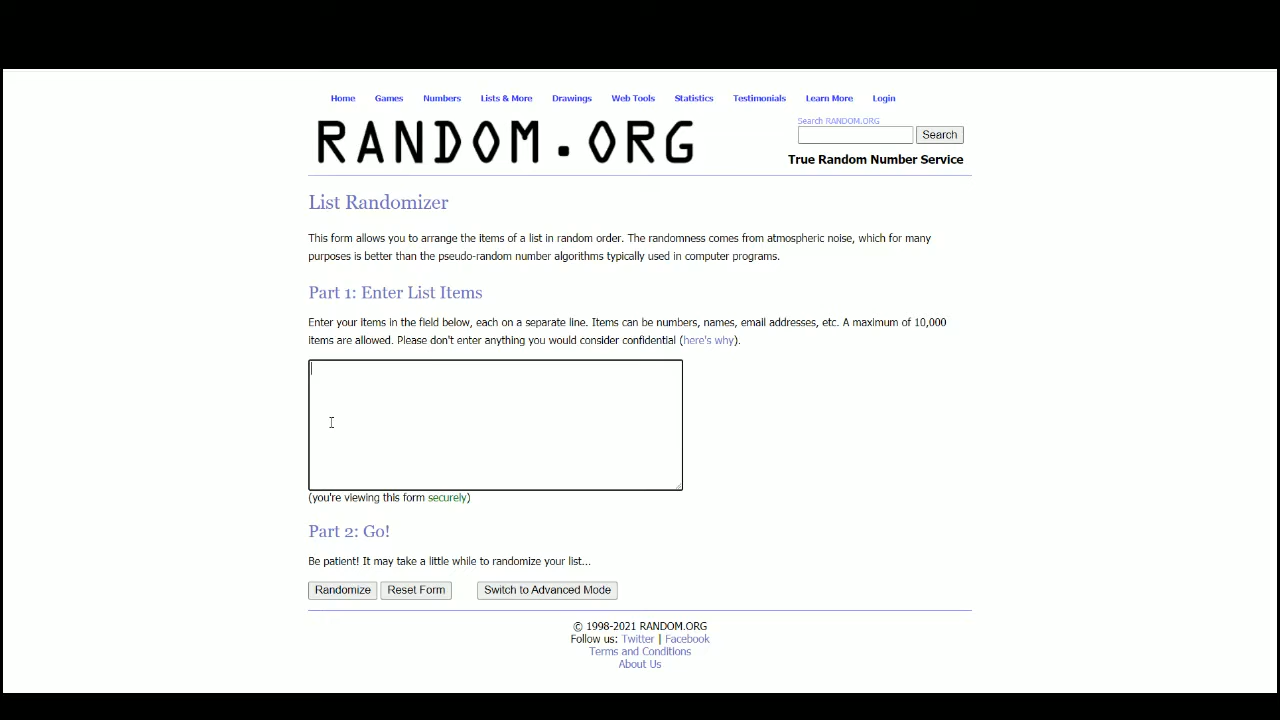 Home Games Numbers Lists & More Drawings Web Tools Statistics Testimonials Learn More Login
RANDOM.ORG
Search RANDOM.ORG
Search
True Random Number Service
List Randomizer
This form allows you to arrange the items of a list in random order. The randomness comes from atmospheric noise, which for many
purposes is better than the pseudo-random number algorithms typically used in computer programs.
Part 1: Enter List Items
Enter your items in the field below, each on a separate line. Items can be numbers, names, email addresses, etc. A maximum of 10,000
items are allowed. Please don't enter anything you would consider confidential (here's why).
(you're viewing this form securely)
Part 2: Go!
Be patient! It may take a little while to randomize your list...
Randomize Reset Form Switch to Advanced Mode
© 1998-2021 RANDOM.ORG
Follow us: Twitter | Facebook
Terms and Conditions
About Us